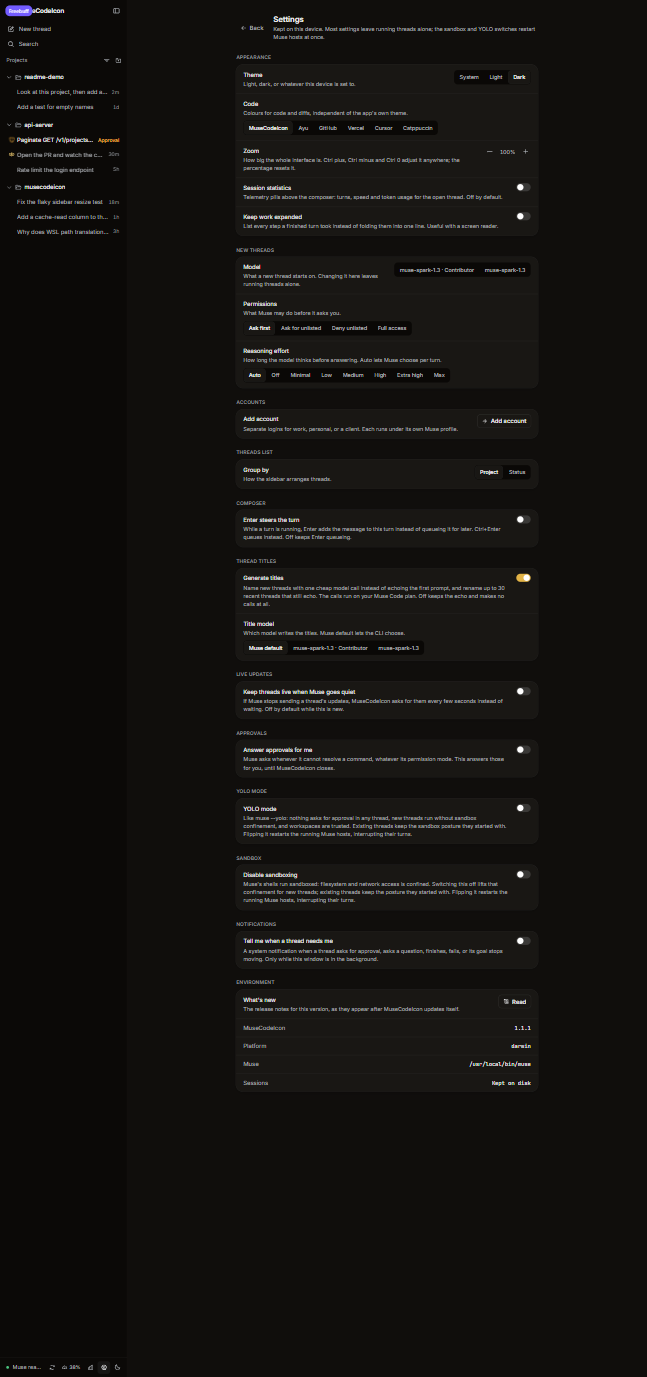 eCodeIcon
New thread
Search
Projects
readme-demo
Look at this project, then add a... 2m
Add a test for empty names 1d
api-server
Paginate GET /v1/projects... Approval
Open the PR and watch the c... 30m
Rate limit the login endpoint 5h
musecodeicon
Fix the flaky sidebar resize test 18m
Add a cache-read column to th... 1h
Why does WSL path translation... 3h
Muse rea... 38%
Back
Settings
Kept on this device. Most settings leave running threads alone; the sandbox and YOLO switches restart
Muse hosts at once.
APPEARANCE
Theme
Light, dark, or whatever this device is set to.
System Light Dark
Code
Colours for code and diffs, independent of the app's own theme.
MuseCodeIcon Ayu GitHub Vercel Cursor Catppuccin
Zoom
How big the whole interface is. Ctrl plus, Ctrl minus and Ctrl 0 adjust it anywhere; the
percentage resets it.
— 100% +
Session statistics
Telemetry pills above the composer: turns, speed and token usage for the open thread. Off by default.
Keep work expanded
List every step a finished turn took instead of folding them into one line. Useful with a screen reader.
NEW THREADS
Model
What a new thread starts on. Changing it here leaves
running threads alone.
muse-spark-1.3 · Contributor muse-spark-1.3
Permissions
What Muse may do before it asks you.
Ask first Ask for unlisted Deny unlisted Full access
Reasoning effort
How long the model thinks before answering. Auto lets Muse choose per turn.
Auto Off Minimal Low Medium High Extra high Max
ACCOUNTS
Add account
Separate logins for work, personal, or a client. Each runs under its own Muse profile.
Add account
THREADS LIST
Group by
How the sidebar arranges threads.
Project Status
COMPOSER
Enter steers the turn
While a turn is running, Enter adds the message to this turn instead of queueing it for later. Ctrl+Enter
queues instead. Off keeps Enter queueing.
THREAD TITLES
Generate titles
Name new threads with one cheap model call instead of echoing the first prompt, and rename up to 30
recent threads that still echo. The calls run on your Muse Code plan. Off keeps the echo and makes no
calls at all.
Title model
Which model writes the titles. Muse default lets the CLI choose.
Muse default muse-spark-1.3 · Contributor muse-spark-1.3
LIVE UPDATES
Keep threads live when Muse goes quiet
If Muse stops sending a thread's updates, MuseCodeIcon asks for them every few seconds instead of
waiting. Off by default while this is new.
APPROVALS
Answer approvals for me
Muse asks whenever it cannot resolve a command, whatever its permission mode. This answers those
for you, until MuseCodeIcon closes.
YOLO MODE
YOLO mode
Like muse --yolo: nothing asks for approval in any thread, new threads run without sandbox
confinement, and workspaces are trusted. Existing threads keep the sandbox posture they started with.
Flipping it restarts the running Muse hosts, interrupting their turns.
SANDBOX
Disable sandboxing
Muse's shells run sandboxed: filesystem and network access is confined. Switching this off lifts that
confinement for new threads; existing threads keep the posture they started with. Flipping it restarts the
running Muse hosts, interrupting their turns.
NOTIFICATIONS
Tell me when a thread needs me
A system notification when a thread asks for approval, asks a question, finishes, fails, or its goal stops
moving. Only while this window is in the background.
ENVIRONMENT
What's new
The release notes for this version, as they appear after MuseCodeIcon updates itself.
Read
MuseCodeIcon 1.1.1
Platform darwin
Muse /usr/local/bin/muse
Sessions Kept on disk